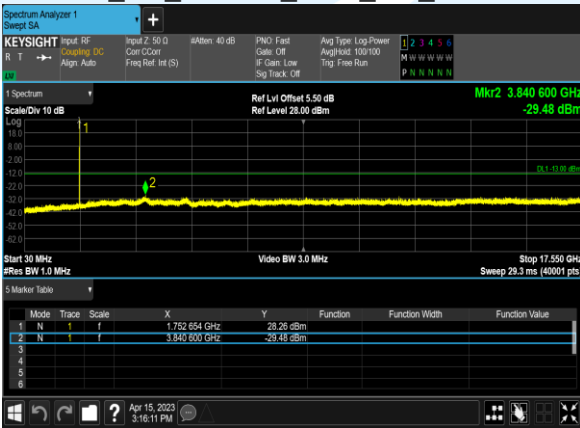 Spectrum Analyzer 1
Swept SA
+
KEYSIGHT Input: RF Input Z: 50 Ω #Atten: 40 dB PNO: Fast Avg Type: Log-Power 1 2 3 4 5 6
R T Coupling: DC Corr CCorr Gate: Off Avg|Hold: 100/100 M W W W W W
Align: Auto Freq Ref: Int (S) IF Gain: Low Trig: Free Run
Sig Track: Off P N N N N N
1 Spectrum Ref Lvl Offset 5.50 dB Mkr2 3.840 600 GHz
Scale/Div 10 dB Ref Level 28.00 dBm -29.48 dBm
Log
1
18.0
8.00
-2.00
-12.0 DL1 -13.00 dBm
2
-22.0
-32.0
-42.0
-52.0
-62.0
Start 30 MHz Video BW 3.0 MHz Stop 17.550 GHz
#Res BW 1.0 MHz Sweep 29.3 ms (40001 pts
5 Marker Table
Mode Trace Scale X Y Function Function Width Function Value
1 N 1 f 1.752 654 GHz 28.26 dBm
2 N 1 f 3.840 600 GHz -29.48 dBm
3
4
5
6
? Apr 15, 2023
3:16:11 PM